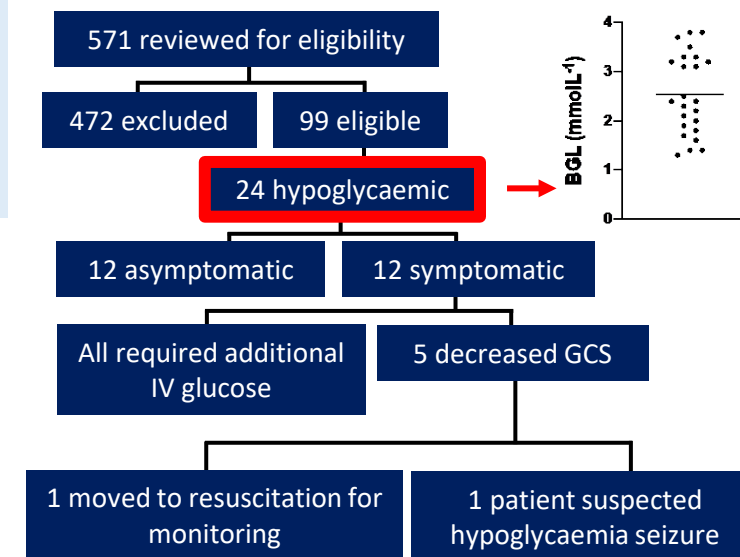 571 reviewed for eligibility
472 excluded
99 eligible
24 hypoglycaemic
BGL (mmolL-1)
4
3
2
1
0
12 asymptomatic
12 symptomatic
All required additional
IV glucose
5 decreased GCS
1 moved to resuscitation for
monitoring
1 patient suspected
hypoglycaemia seizure